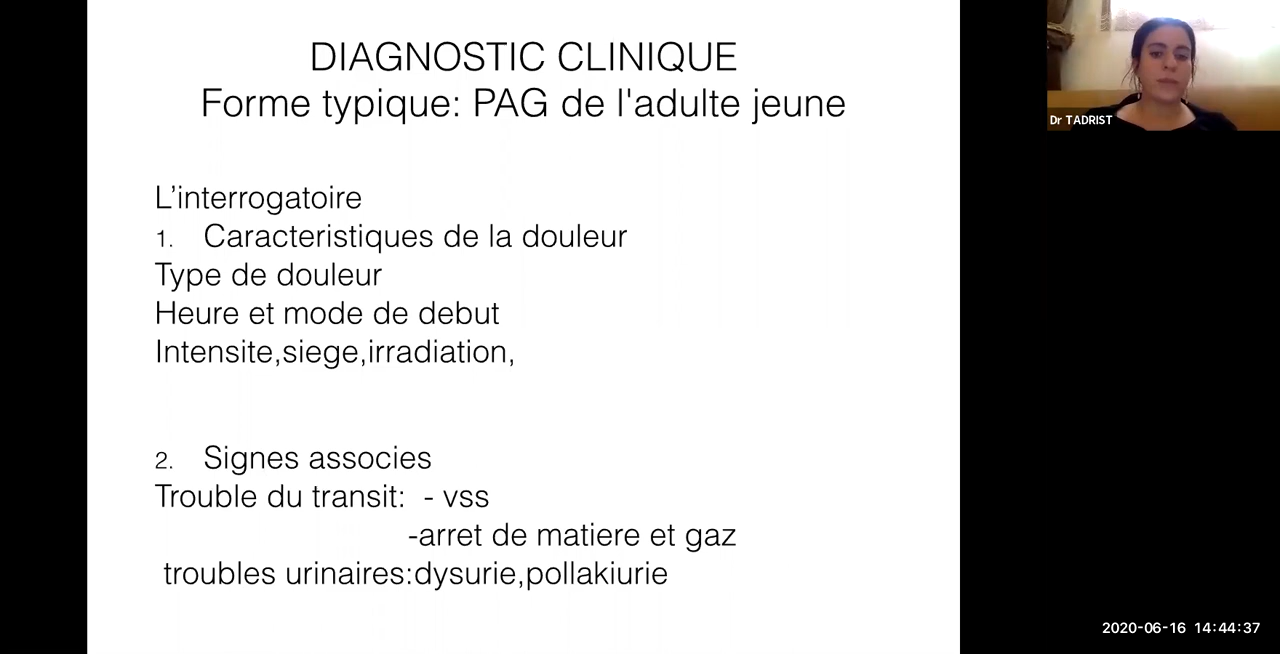 DIAGNOSTIC CLINIQUE
Forme typique: PAG de l'adulte jeune
L'interrogatoire
1. Caracteristiques de la douleur
Type de douleur
Heure et mode de debut
Intensite,siege,irradiation,
2. Signes associes
Trouble du transit: - vss
-arret de matiere et gaz
troubles urinaires:dysurie,pollakiurie
Dr TADRIST
2020-06-16 14:44:37